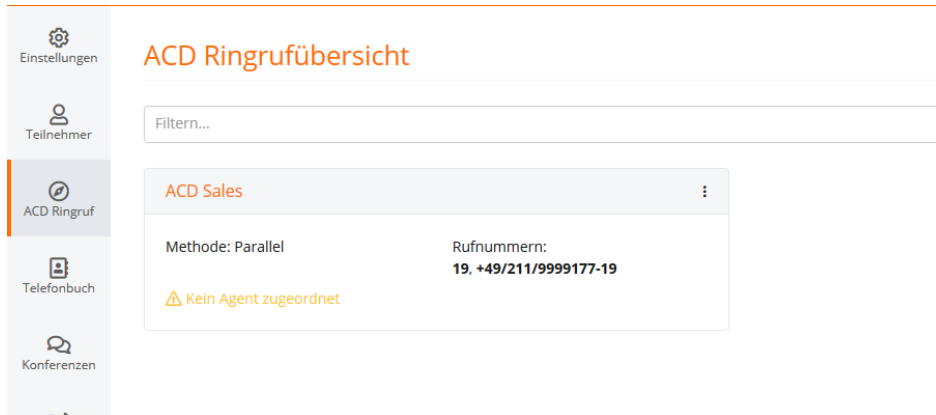 Einstellungen
Teilnehmer
ACD Ringruf
Telefonbuch
Konferenzen
ACD Ringrufübersicht
Filtern...
ACD Sales
Methode: Parallel
Rufnummern:
19, +49/211/9999177-19
Kein Agent zugeordnet